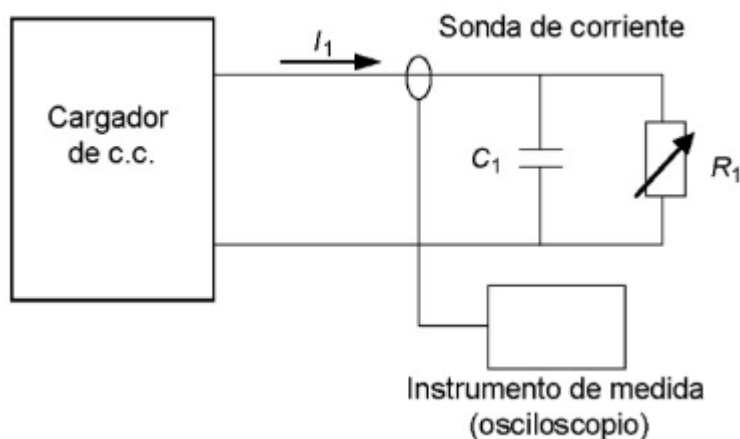 Sonda de corriente
I₁
Cargador
de c.c.
C₁
R₁
Instrumento de medida
(osciloscopio)